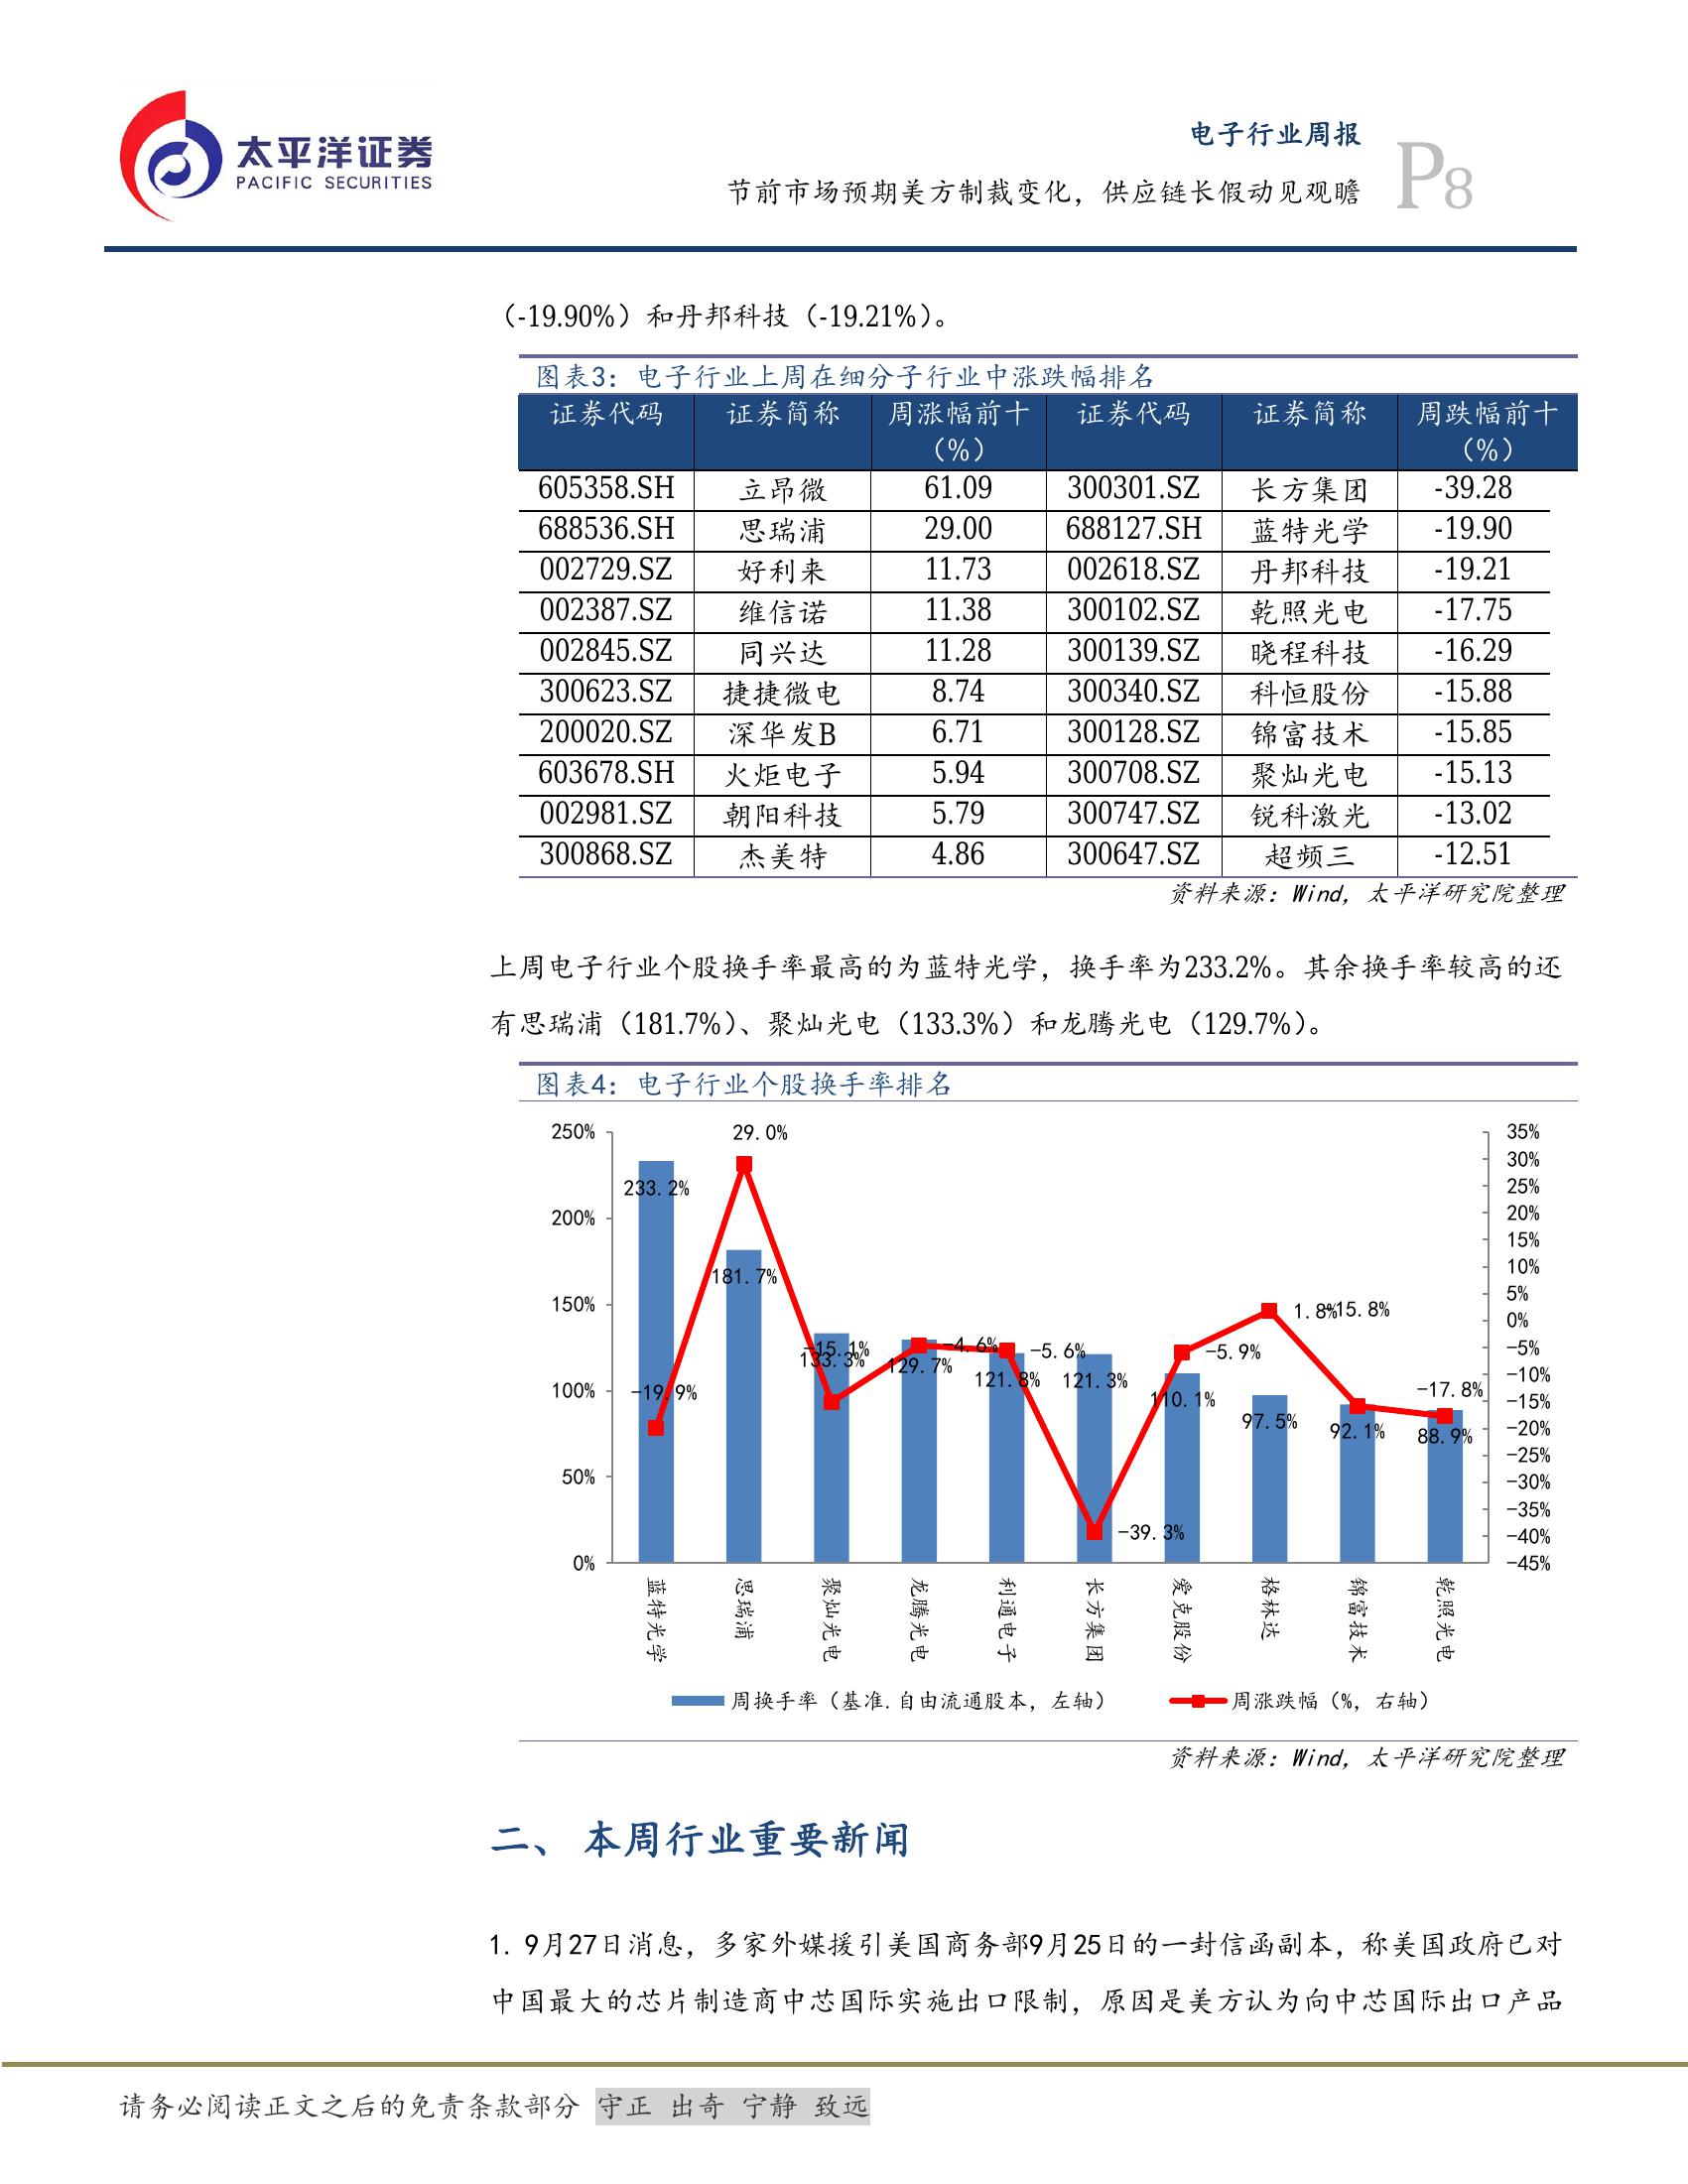 太平洋证券
PACIFIC SECURITIES
电子行业周报
节前市场预期美方制裁变化，供应链长假动见观瞻
P8
（-19.90%）和丹邦科技（-19.21%）。
图表3：电子行业上周在细分子行业中涨跌幅排名
证券代码 证券简称 周涨幅前十（%） 证券代码 证券简称 周跌幅前十（%）
605358.SH 立昂微 61.09 300301.SZ 长方集团 -39.28
688536.SH 思瑞浦 29.00 688127.SH 蓝特光学 -19.90
002729.SZ 好利来 11.73 002618.SZ 丹邦科技 -19.21
002387.SZ 维信诺 11.38 300102.SZ 乾照光电 -17.75
002845.SZ 同兴达 11.28 300139.SZ 晓程科技 -16.29
300623.SZ 捷捷微电 8.74 300340.SZ 科恒股份 -15.88
200020.SZ 深华发B 6.71 300128.SZ 锦富技术 -15.85
603678.SH 火炬电子 5.94 300708.SZ 聚灿光电 -15.13
002981.SZ 朝阳科技 5.79 300747.SZ 锐科激光 -13.02
300868.SZ 杰美特 4.86 300647.SZ 超频三 -12.51
资料来源：Wind，太平洋研究院整理
上周电子行业个股换手率最高的为蓝特光学，换手率为233.2%。其余换手率较高的还
有思瑞浦（181.7%）、聚灿光电（133.3%）和龙腾光电（129.7%）。
图表4：电子行业个股换手率排名
250%
200%
150%
100%
50%
0%
233.2%
181.7%
133.3%
129.7%
121.8%
121.3%
110.1%
97.5%
92.1%
88.9%
-19.9%
29.0%
-15.1%
-4.6%
-5.6%
-39.3%
-5.9%
1.8%
-15.8%
-17.8%
35%
30%
25%
20%
15%
10%
5%
0%
-5%
-10%
-15%
-20%
-25%
-30%
-35%
-40%
-45%
蓝特光学
思瑞浦
聚灿光电
龙腾光电
利通电子
长方集团
爱克股份
格林达
锦富技术
乾照光电
周换手率（基准.自由流通股本，左轴）
周涨跌幅（%，右轴）
资料来源：Wind，太平洋研究院整理
二、 本周行业重要新闻
1. 9月27日消息，多家外媒援引美国商务部9月25日的一封信函副本，称美国政府已对
中国最大的芯片制造商中芯国际实施出口限制，原因是美方认为向中芯国际出口产品
请务必阅读正文之后的免责条款部分 守正 出奇 宁静 致远